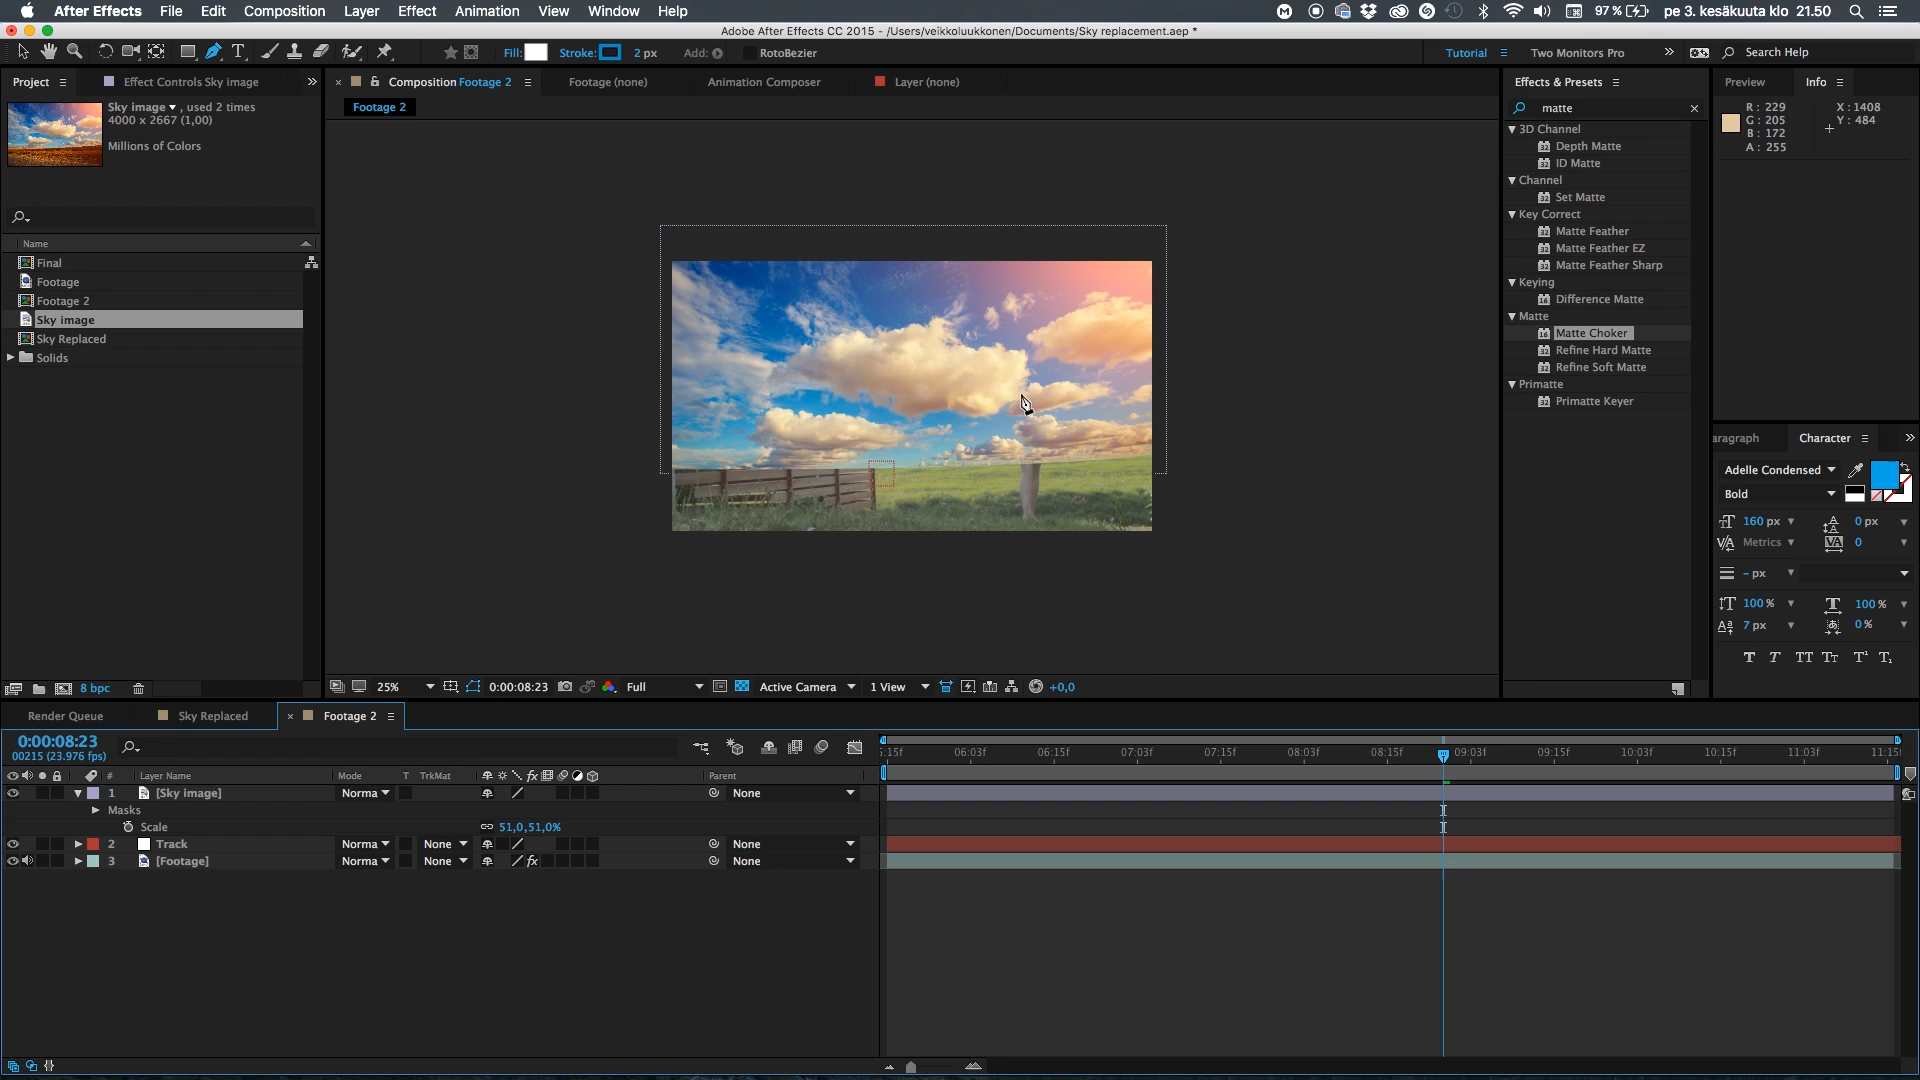 After Effects File Edit Composition Layer Effect Animation View Window Help 97 % pe 3. kesäkuuta klo 21.50
Adobe After Effects CC 2015 - /Users/veikkoluukkonen/Documents/Sky replacement.aep *
Fill: Stroke: 2 px Add: RotoBezier Tutorial Two Monitors Pro Search Help
Project Effect Controls Sky image Composition Footage 2 Footage (none) Animation Composer Layer (none) Effects & Presets Preview Info
Footage 2
Sky image , used 2 times
4000 x 2667 (1,00)
Millions of Colors
matte
R: 229
G: 205
B: 172
A: 255
X: 1408
Y: 484
3D Channel
Depth Matte
ID Matte
Channel
Set Matte
Key Correct
Matte Feather
Matte Feather EZ
Matte Feather Sharp
Keying
Difference Matte
Matte
Matte Choker
Refine Hard Matte
Refine Soft Matte
Primatte
Primatte Keyer
Name
Final
Footage
Footage 2
Sky image
Sky Replaced
Solids
aragraph Character
Adelle Condensed
Bold
160 px 0 px
Metrics 0
- px
100 % 100 %
7 px 0 %
T T TT Tt T¹ T₁
8 bpc 25% 0:00:08:23 Full Active Camera 1 View +0,0
Render Queue Sky Replaced Footage 2
0:00:08:23
00215 (23.976 fps)
5:15f 06:03f 06:15f 07:03f 07:15f 08:03f 08:15f 09:03f 09:15f 10:03f 10:15f 11:03f 11:15f
# Layer Name Mode T TrkMat Parent
1 [Sky image] Norma None
Masks
Scale 51,0,51,0%
2 Track Norma None None
3 [Footage] Norma None None